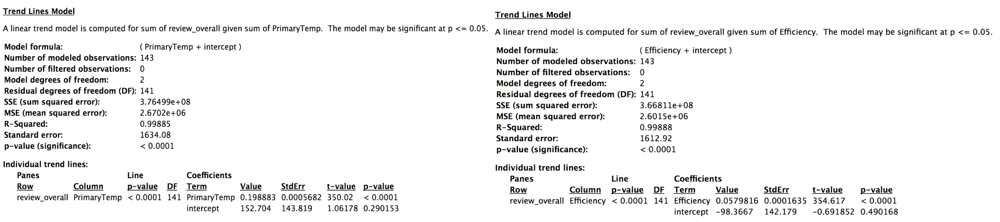 Trend Lines Model
A linear trend model is computed for sum of review_overall given sum of PrimaryTemp.  The model may be significant at p <= 0.05.
Model formula: ( PrimaryTemp + intercept )
Number of modeled observations: 143
Number of filtered observations: 0
Model degrees of freedom: 2
Residual degrees of freedom (DF): 141
SSE (sum squared error): 3.76499e+08
MSE (mean squared error): 2.6702e+06
R-Squared: 0.99885
Standard error: 1634.08
p-value (significance): < 0.0001
Individual trend lines:
Panes Line Coefficients
Row Column p-value DF Term Value StdErr t-value p-value
review_overall PrimaryTemp < 0.0001 141 PrimaryTemp 0.198883 0.0005682 350.02 < 0.0001
intercept 152.704 143.819 1.06178 0.290153
Trend Lines Model
A linear trend model is computed for sum of review_overall given sum of Efficiency.  The model may be significant at p <= 0.05.
Model formula: ( Efficiency + intercept )
Number of modeled observations: 143
Number of filtered observations: 0
Model degrees of freedom: 2
Residual degrees of freedom (DF): 141
SSE (sum squared error): 3.66811e+08
MSE (mean squared error): 2.6015e+06
R-Squared: 0.99888
Standard error: 1612.92
p-value (significance): < 0.0001
Individual trend lines:
Panes Line Coefficients
Row Column p-value DF Term Value StdErr t-value p-value
review_overall Efficiency < 0.0001 141 Efficiency 0.0579816 0.0001635 354.617 < 0.0001
intercept -98.3667 142.179 -0.691852 0.490168